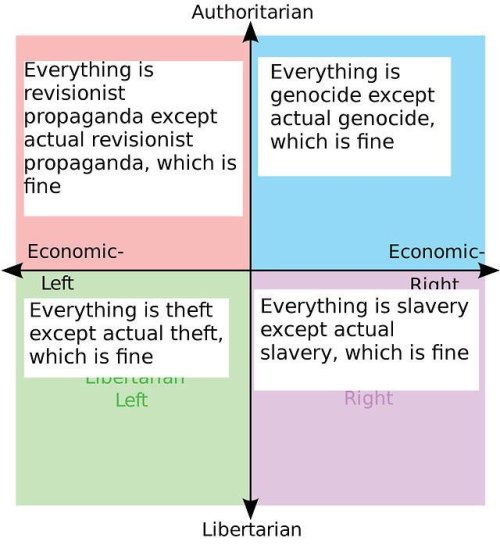 Authoritarian
Everything is
revisionist
propaganda except
actual revisionist
propaganda, which is
fine
Everything is
genocide except
actual genocide,
which is fine
Economic-
Left
Economic-
Right
Everything is theft
except actual theft,
which is fine
Libertarian
Left
Everything is slavery
except actual
slavery, which is fine
Right
Libertarian